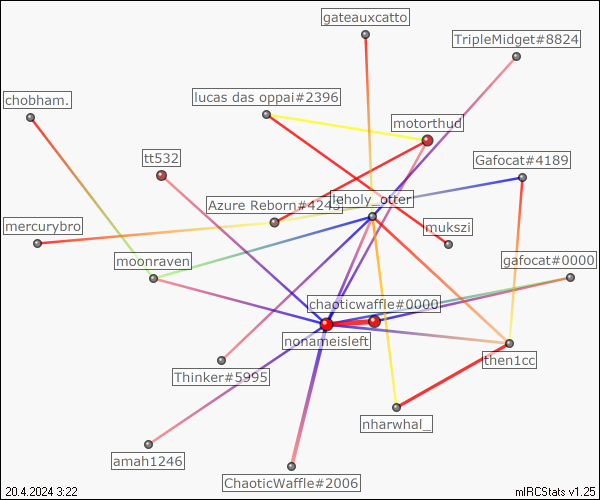 gateauxcatto
TripleMidget#8824
chobham.
lucas das oppai#2396
motorthud
tt532
Gafocat#4189
Azure Reborn#4243
leholy_otter
mercurybro
mukszi
moonraven
gafocat#0000
chaoticwaffle#0000
nonameisleft
then1cc
Thinker#5995
nharwhal_
amah1246
ChaoticWaffle#2006
20.4.2024 3:22
mIRCStats v1.25